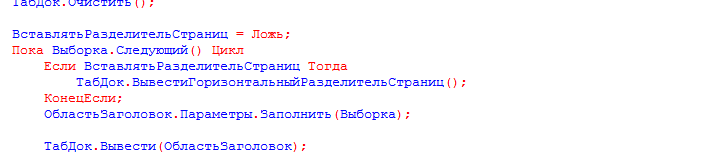 ТабДок.Очистить();
ВставлятьРазделительСтраниц = Ложь;
Пока Выборка.Следующий() Цикл
Если ВставлятьРазделительСтраниц Тогда
ТабДок.ВывестиГоризонтальныйРазделительСтраниц();
КонецЕсли;
ОбластьЗаголовок.Параметры.Заполнить(Выборка);
ТабДок.Вывести(ОбластьЗаголовок);